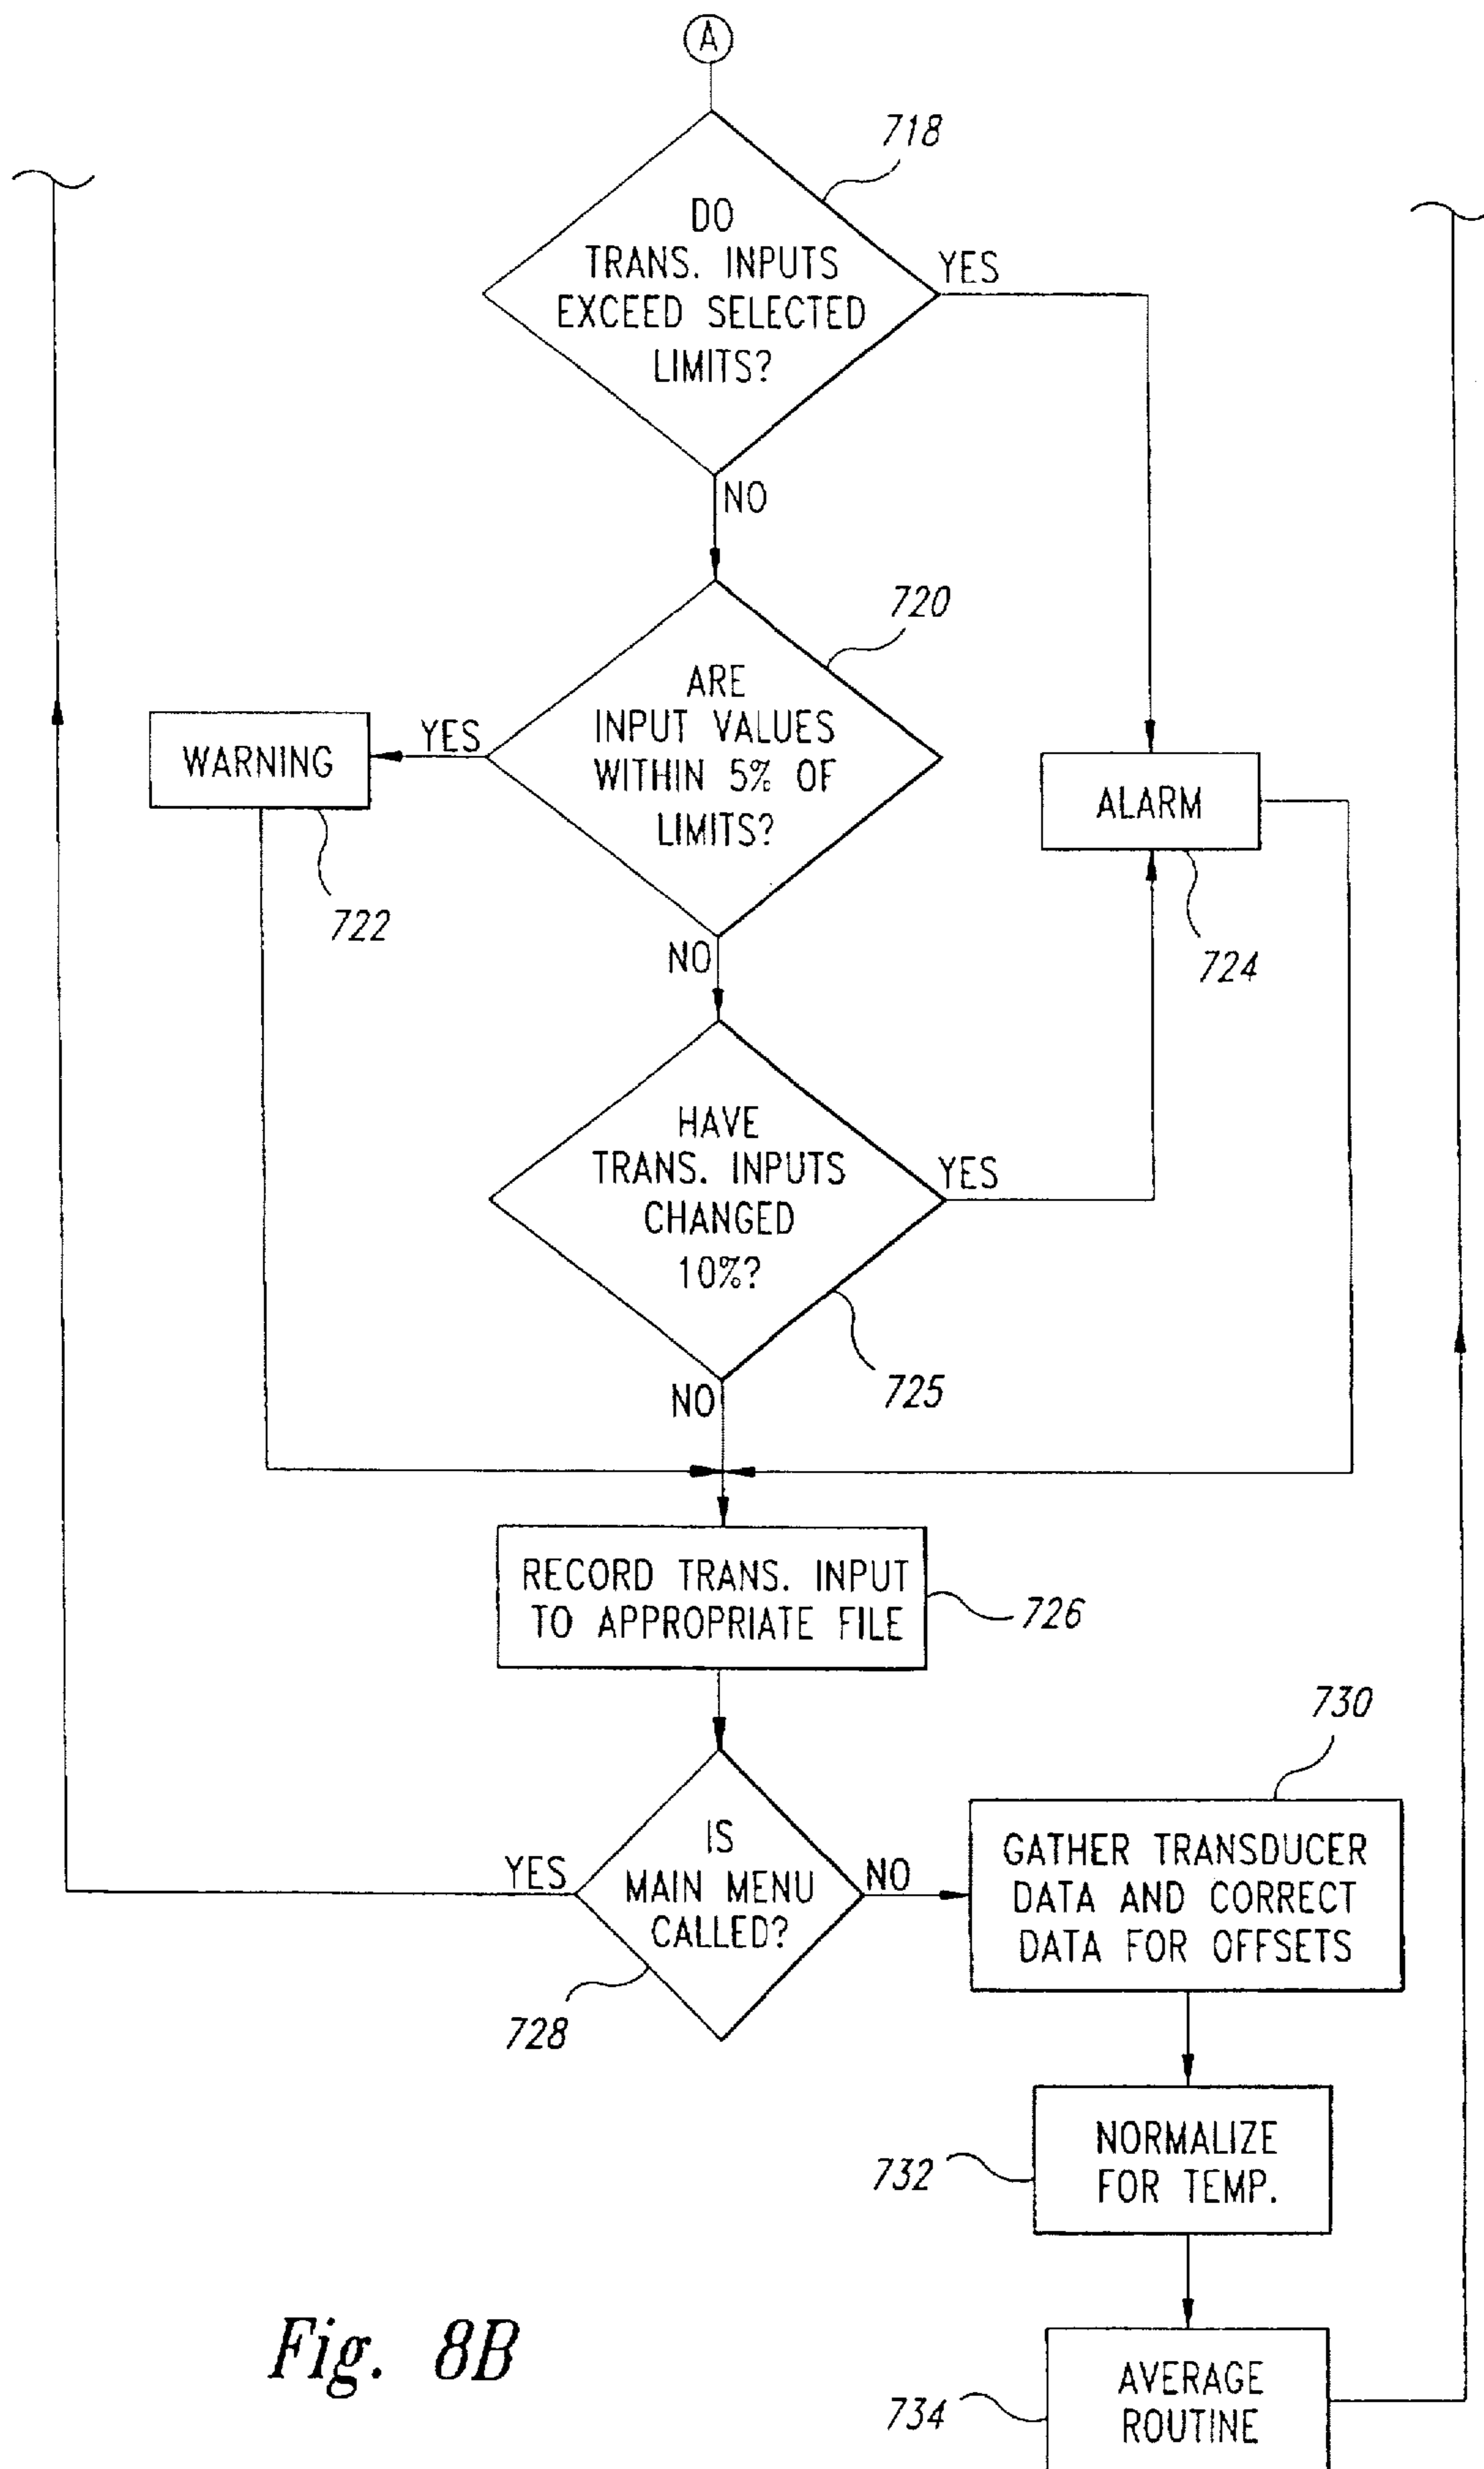 A
718
DO
TRANS. INPUTS
EXCEED SELECTED
LIMITS?
YES
NO
720
ARE
INPUT VALUES
WITHIN 5% OF
LIMITS?
YES
WARNING
722
ALARM
724
NO
HAVE
TRANS. INPUTS
CHANGED
10%?
YES
725
NO
RECORD TRANS. INPUT
TO APPROPRIATE FILE
726
IS
MAIN MENU
CALLED?
YES
NO
728
730
GATHER TRANSDUCER
DATA AND CORRECT
DATA FOR OFFSETS
NORMALIZE
FOR TEMP.
732
AVERAGE
ROUTINE
734
Fig. 8B